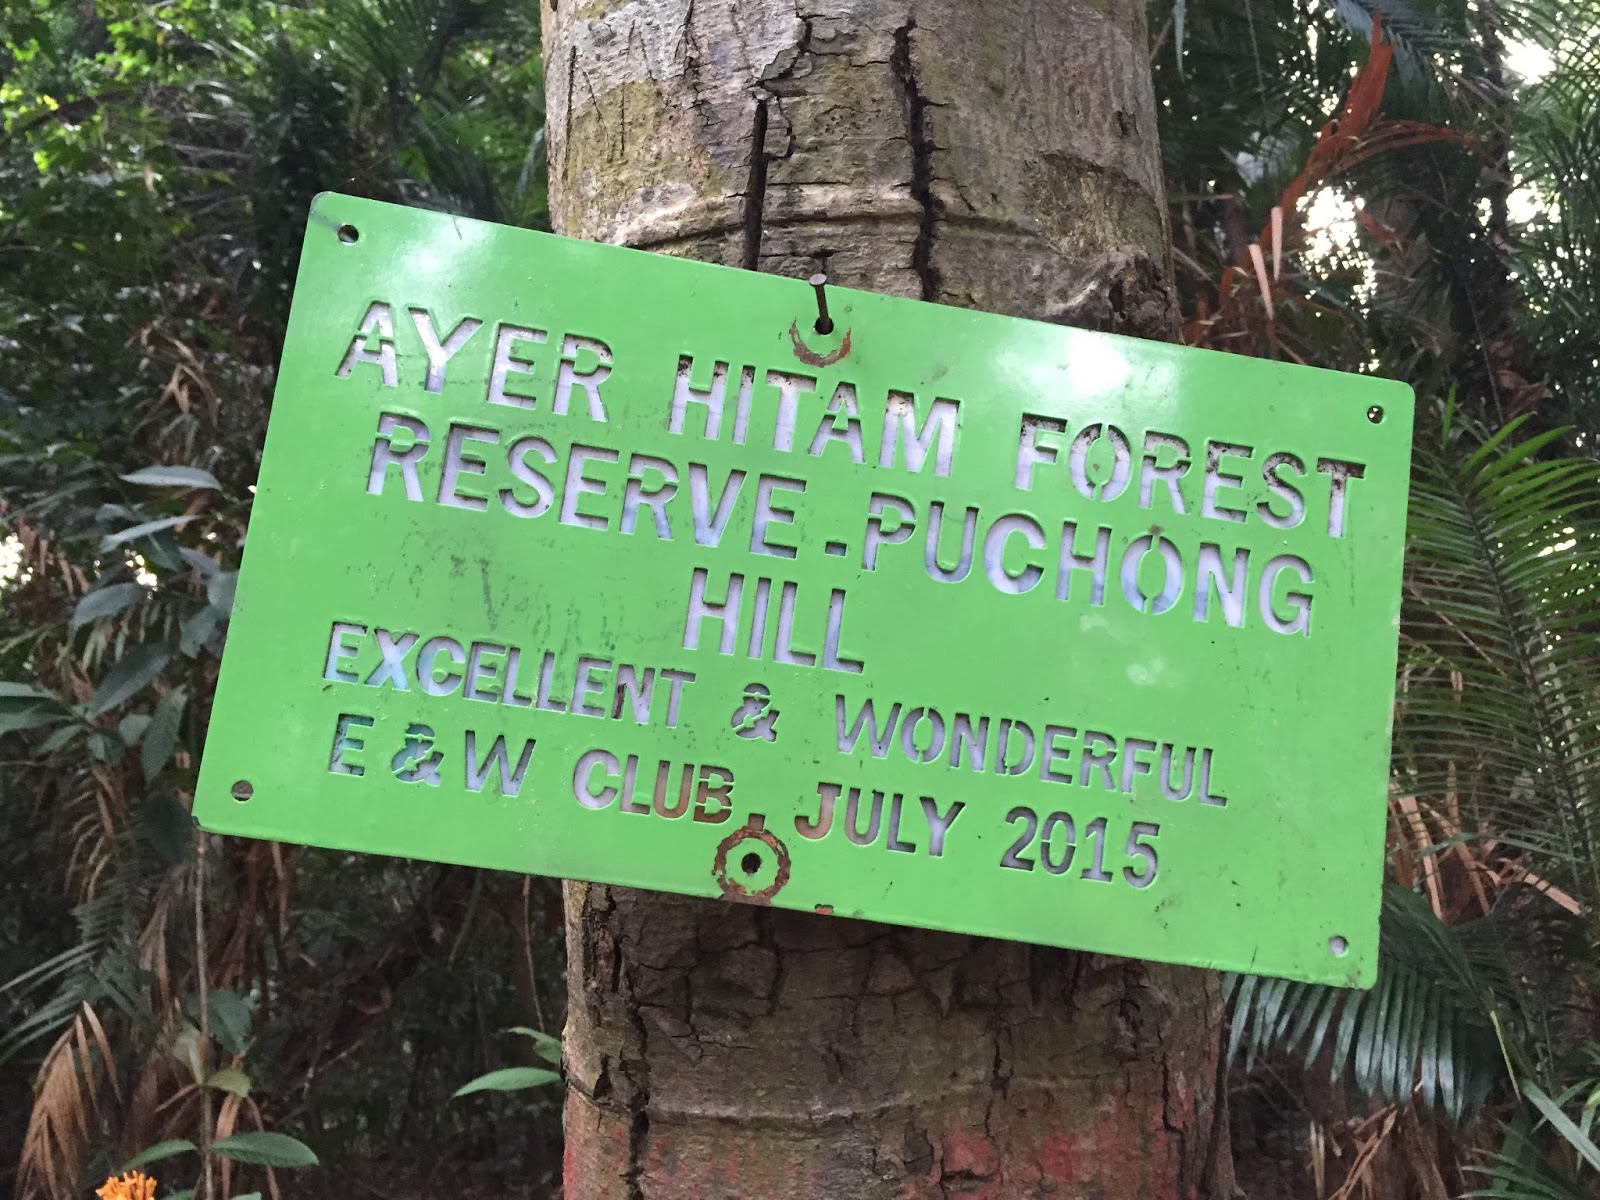 AYER HITAM FOREST
RESERVE - PUCHONG
HILL
EXCELLENT & WONDERFUL
E & W CLUB, JULY 2015